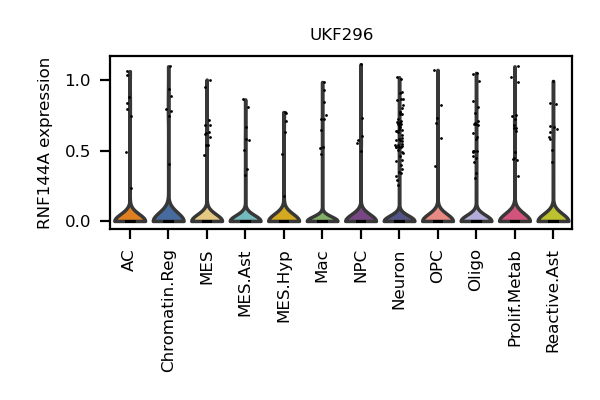 UKF296
RNF144A expression
1.0
0.5
0.0
AC
Chromatin.Reg
MES
MES.Ast
MES.Hyp
Mac
NPC
Neuron
OPC
Oligo
Prolif.Metab
Reactive.Ast